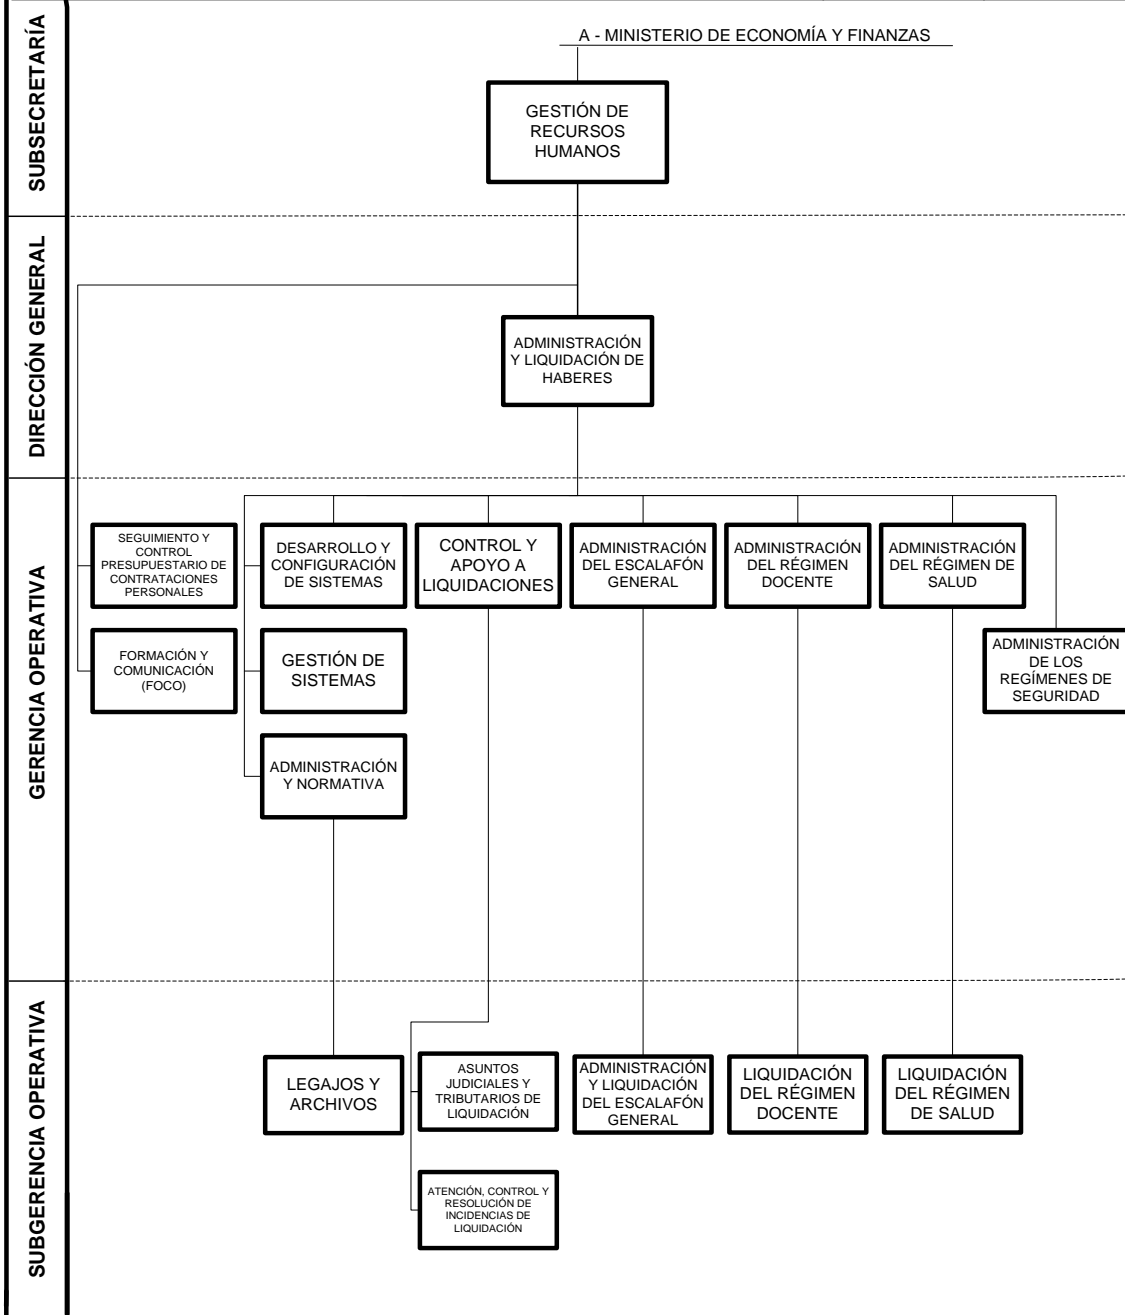 SUBSECRETARÍA
A - MINISTERIO DE ECONOMÍA Y FINANZAS
GESTIÓN DE
RECURSOS
HUMANOS
DIRECCIÓN GENERAL
ADMINISTRACIÓN
Y LIQUIDACIÓN DE
HABERES
GERENCIA OPERATIVA
SEGUIMIENTO Y
CONTROL
PRESUPUESTARIO DE
CONTRATACIONES
PERSONALES
DESARROLLO Y
CONFIGURACIÓN
DE SISTEMAS
CONTROL Y
APOYO A
LIQUIDACIONES
ADMINISTRACIÓN
DEL ESCALAFÓN
GENERAL
ADMINISTRACIÓN
DEL RÉGIMEN
DOCENTE
ADMINISTRACIÓN
DEL RÉGIMEN DE
SALUD
FORMACIÓN Y
COMUNICACIÓN
(FOCO)
GESTIÓN DE
SISTEMAS
ADMINISTRACIÓN
DE LOS
REGÍMENES DE
SEGURIDAD
ADMINISTRACIÓN
Y NORMATIVA
SUBGERENCIA OPERATIVA
LEGAJOS Y
ARCHIVOS
ASUNTOS
JUDICIALES Y
TRIBUTARIOS DE
LIQUIDACIÓN
ADMINISTRACIÓN
Y LIQUIDACIÓN
DEL ESCALAFÓN
GENERAL
LIQUIDACIÓN
DEL RÉGIMEN
DOCENTE
LIQUIDACIÓN
DEL RÉGIMEN
DE SALUD
ATENCIÓN, CONTROL Y
RESOLUCIÓN DE
INCIDENCIAS DE
LIQUIDACIÓN